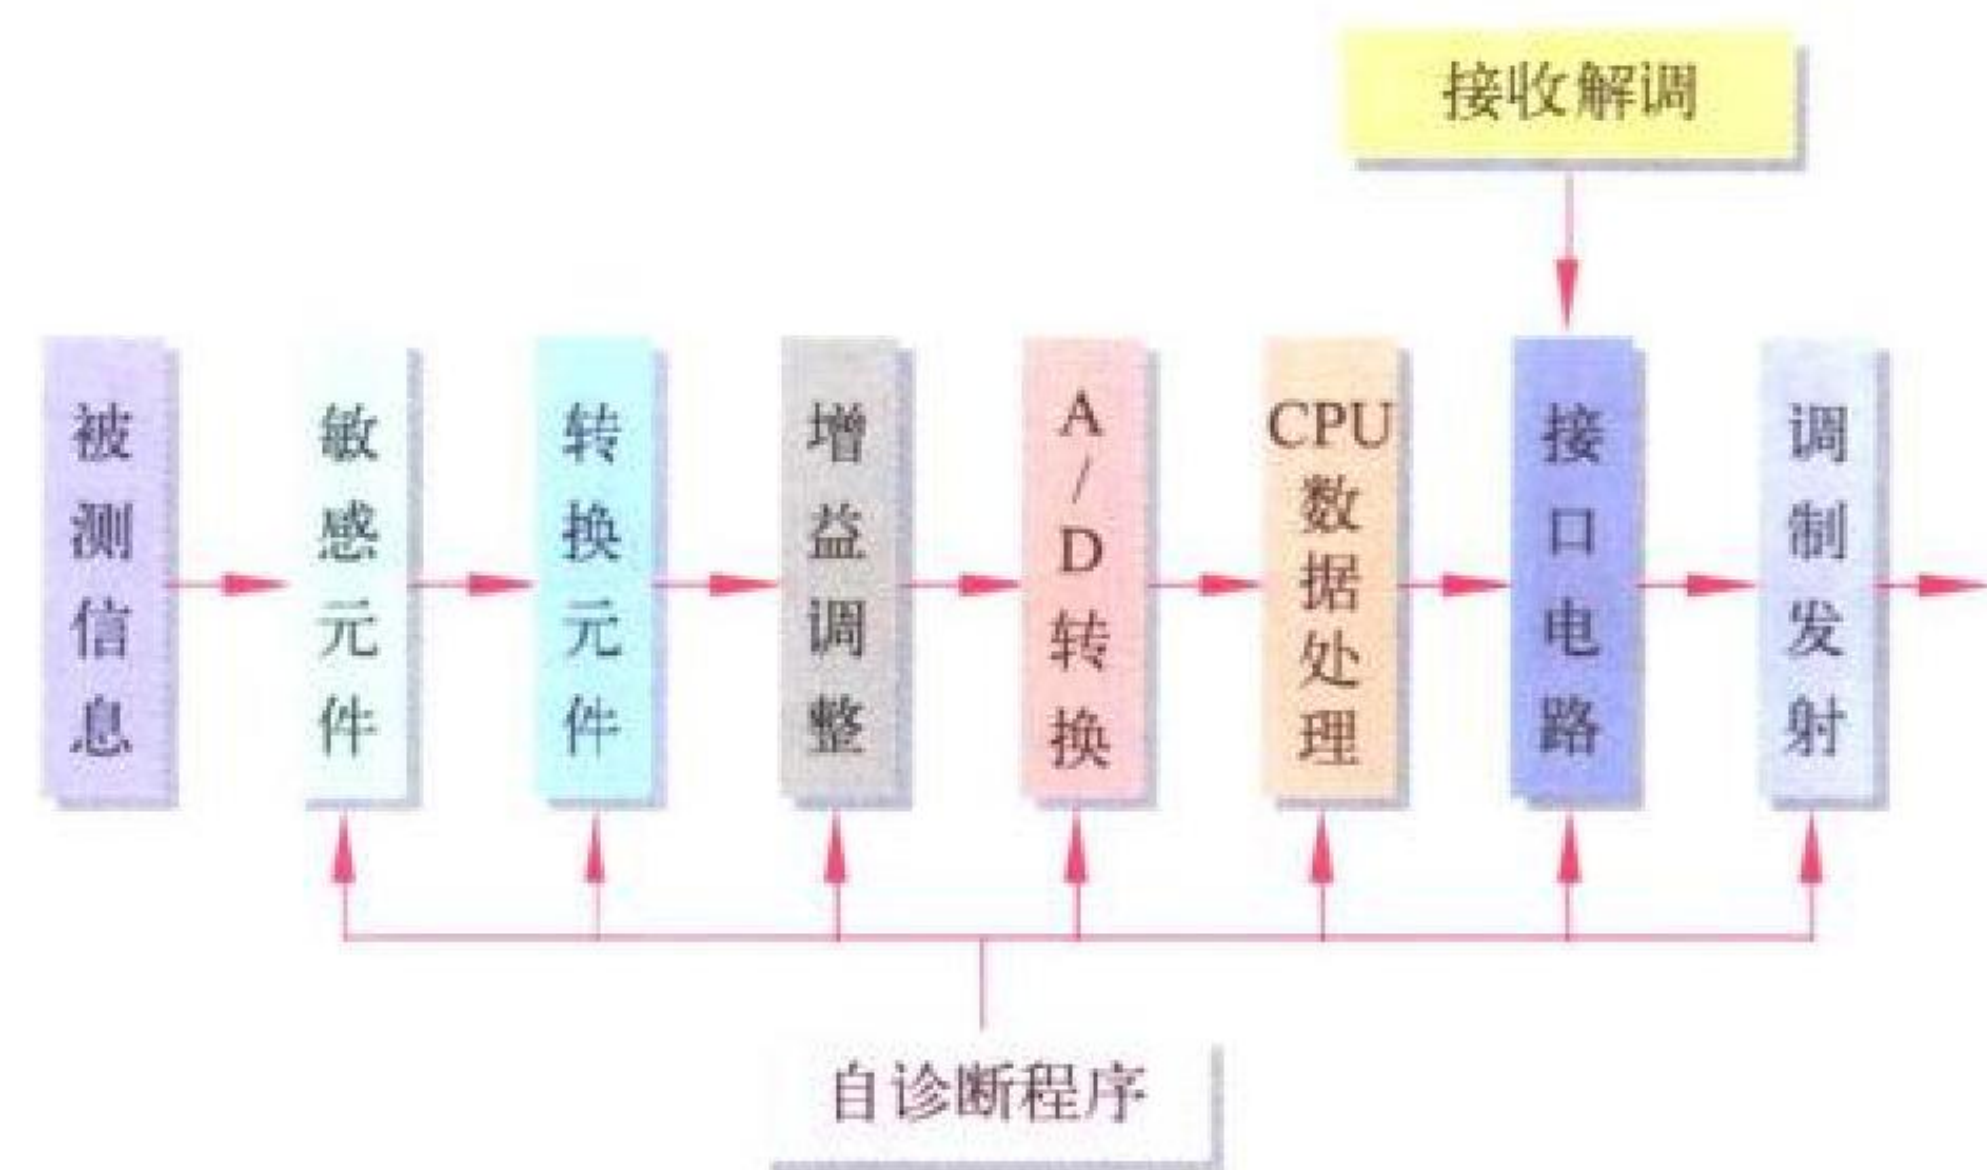 接收解调
被测信息
敏感元件
转换元件
增益调整
A/D转换
CPU数据处理
接口电路
调制发射
自诊断程序